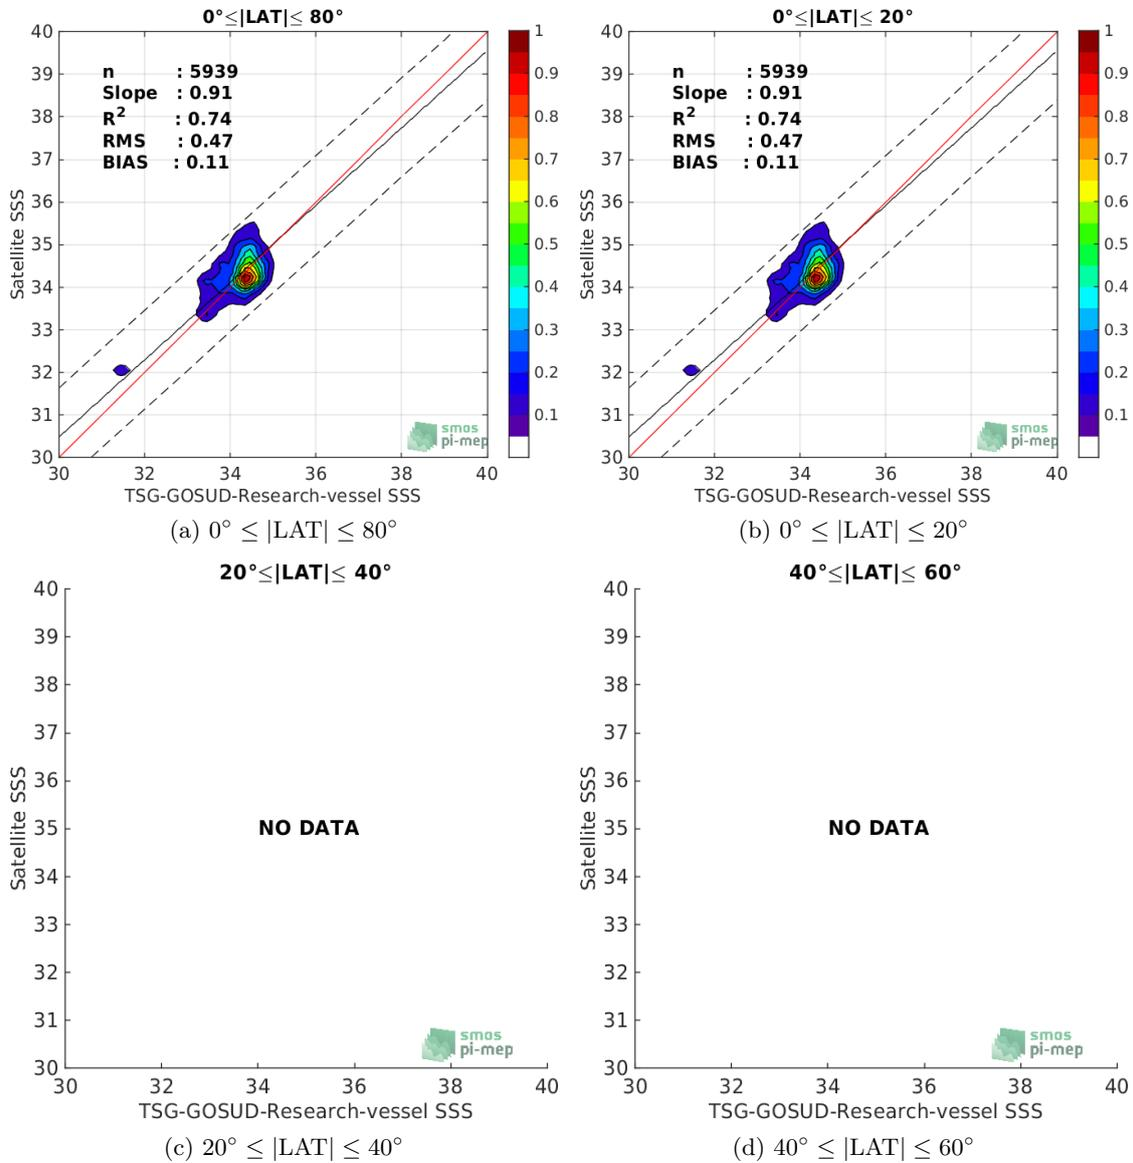 0°≤|LAT|≤ 80°
n : 5939
Slope : 0.91
R² : 0.74
RMS : 0.47
BIAS : 0.11
40
39
38
37
36
35
34
33
32
31
30
Satellite SSS
30 32 34 36 38 40
TSG-GOSUD-Research-vessel SSS
1
0.9
0.8
0.7
0.6
0.5
0.4
0.3
0.2
0.1
smos
pi-mep
(a) 0° ≤ |LAT| ≤ 80°
0°≤|LAT|≤ 20°
n : 5939
Slope : 0.91
R² : 0.74
RMS : 0.47
BIAS : 0.11
40
39
38
37
36
35
34
33
32
31
30
Satellite SSS
30 32 34 36 38 40
TSG-GOSUD-Research-vessel SSS
1
0.9
0.8
0.7
0.6
0.5
0.4
0.3
0.2
0.1
smos
pi-mep
(b) 0° ≤ |LAT| ≤ 20°
20°≤|LAT|≤ 40°
40
39
38
37
36
35
34
33
32
31
30
Satellite SSS
NO DATA
smos
pi-mep
30 32 34 36 38 40
TSG-GOSUD-Research-vessel SSS
(c) 20° ≤ |LAT| ≤ 40°
40°≤|LAT|≤ 60°
40
39
38
37
36
35
34
33
32
31
30
Satellite SSS
NO DATA
smos
pi-mep
30 32 34 36 38 40
TSG-GOSUD-Research-vessel SSS
(d) 40° ≤ |LAT| ≤ 60°